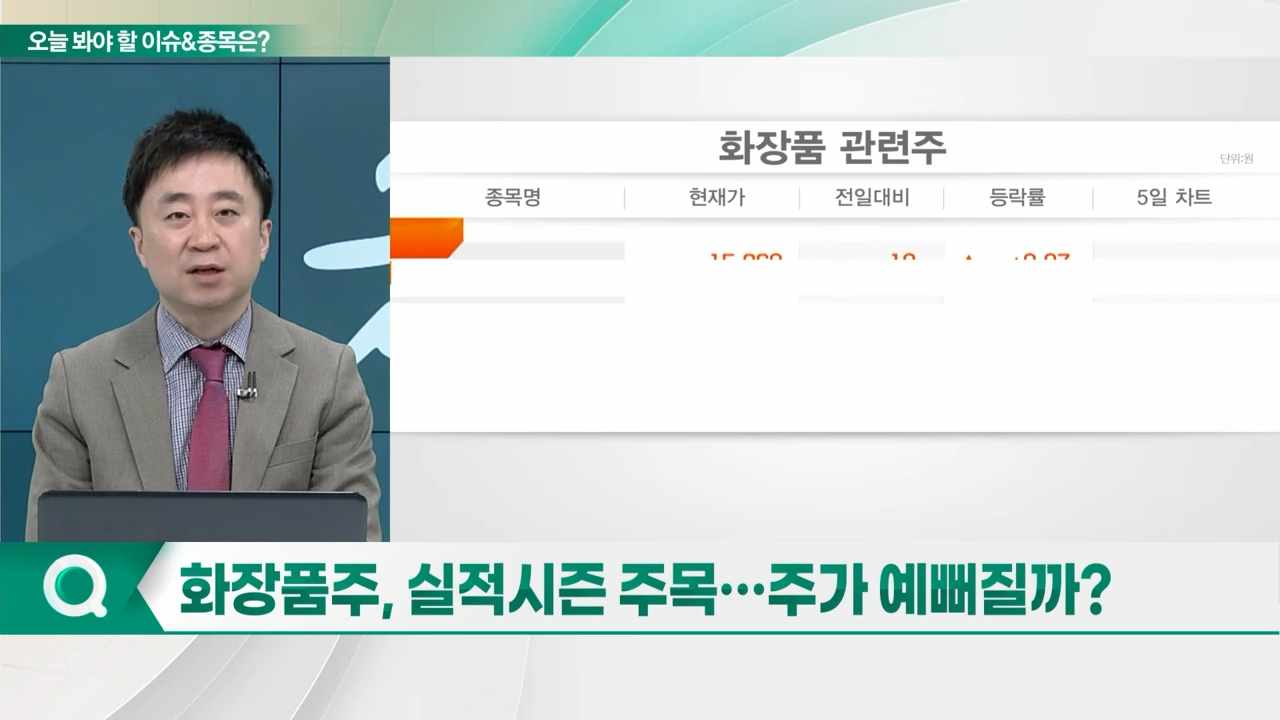 오늘 봐야 할 이슈&종목은?
화장품 관련주
단위:원
종목명 현재가 전일대비 등락률 5일 차트
화장품주, 실적시즌 주목…주가 예뻐질까?